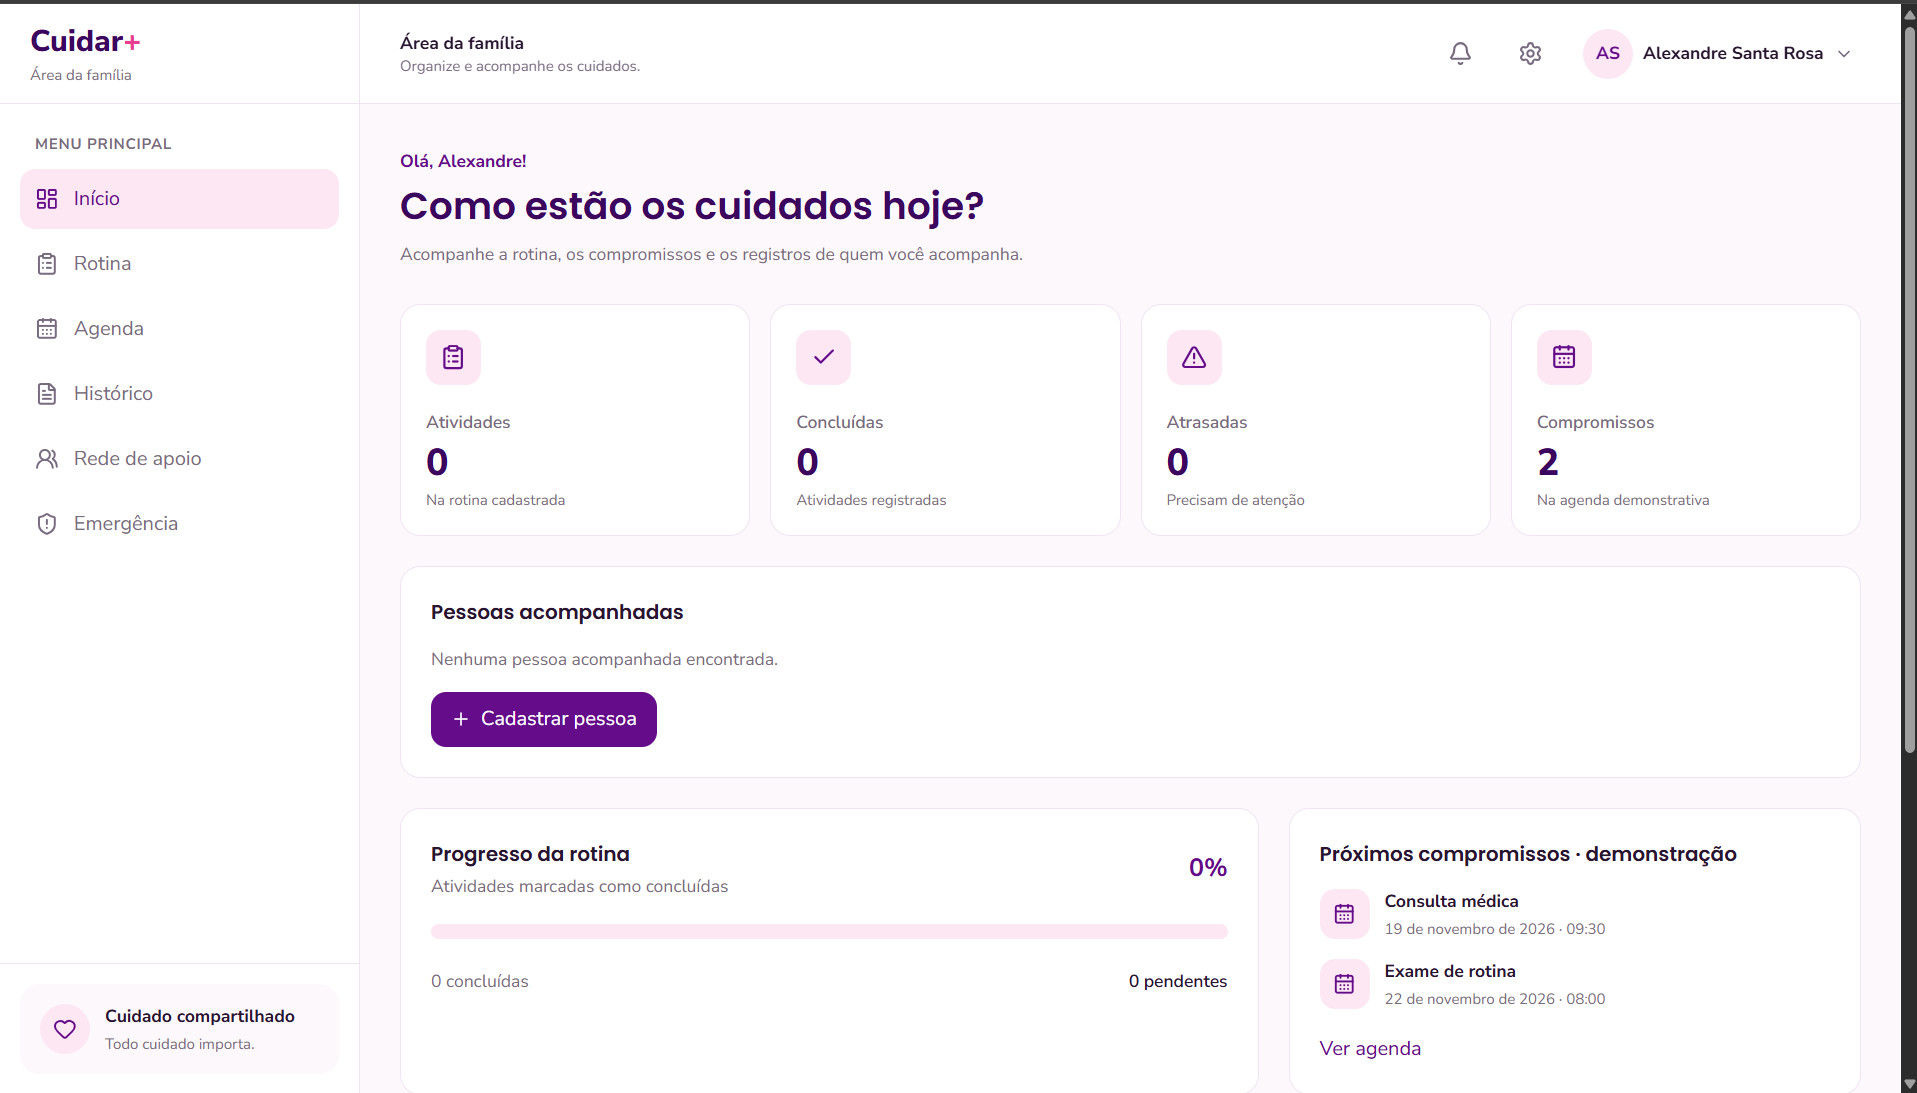 Cuidar+
Área da família
MENU PRINCIPAL
Início
Rotina
Agenda
Histórico
Rede de apoio
Emergência
Cuidado compartilhado
Todo cuidado importa.
Área da família
Organize e acompanhe os cuidados.
AS
Alexandre Santa Rosa
Olá, Alexandre!
Como estão os cuidados hoje?
Acompanhe a rotina, os compromissos e os registros de quem você acompanha.
Atividades
0
Na rotina cadastrada
Concluídas
0
Atividades registradas
Atrasadas
0
Precisam de atenção
Compromissos
2
Na agenda demonstrativa
Pessoas acompanhadas
Nenhuma pessoa acompanhada encontrada.
+ Cadastrar pessoa
Progresso da rotina
Atividades marcadas como concluídas
0%
0 concluídas
0 pendentes
Próximos compromissos · demonstração
Consulta médica
19 de novembro de 2026 · 09:30
Exame de rotina
22 de novembro de 2026 · 08:00
Ver agenda